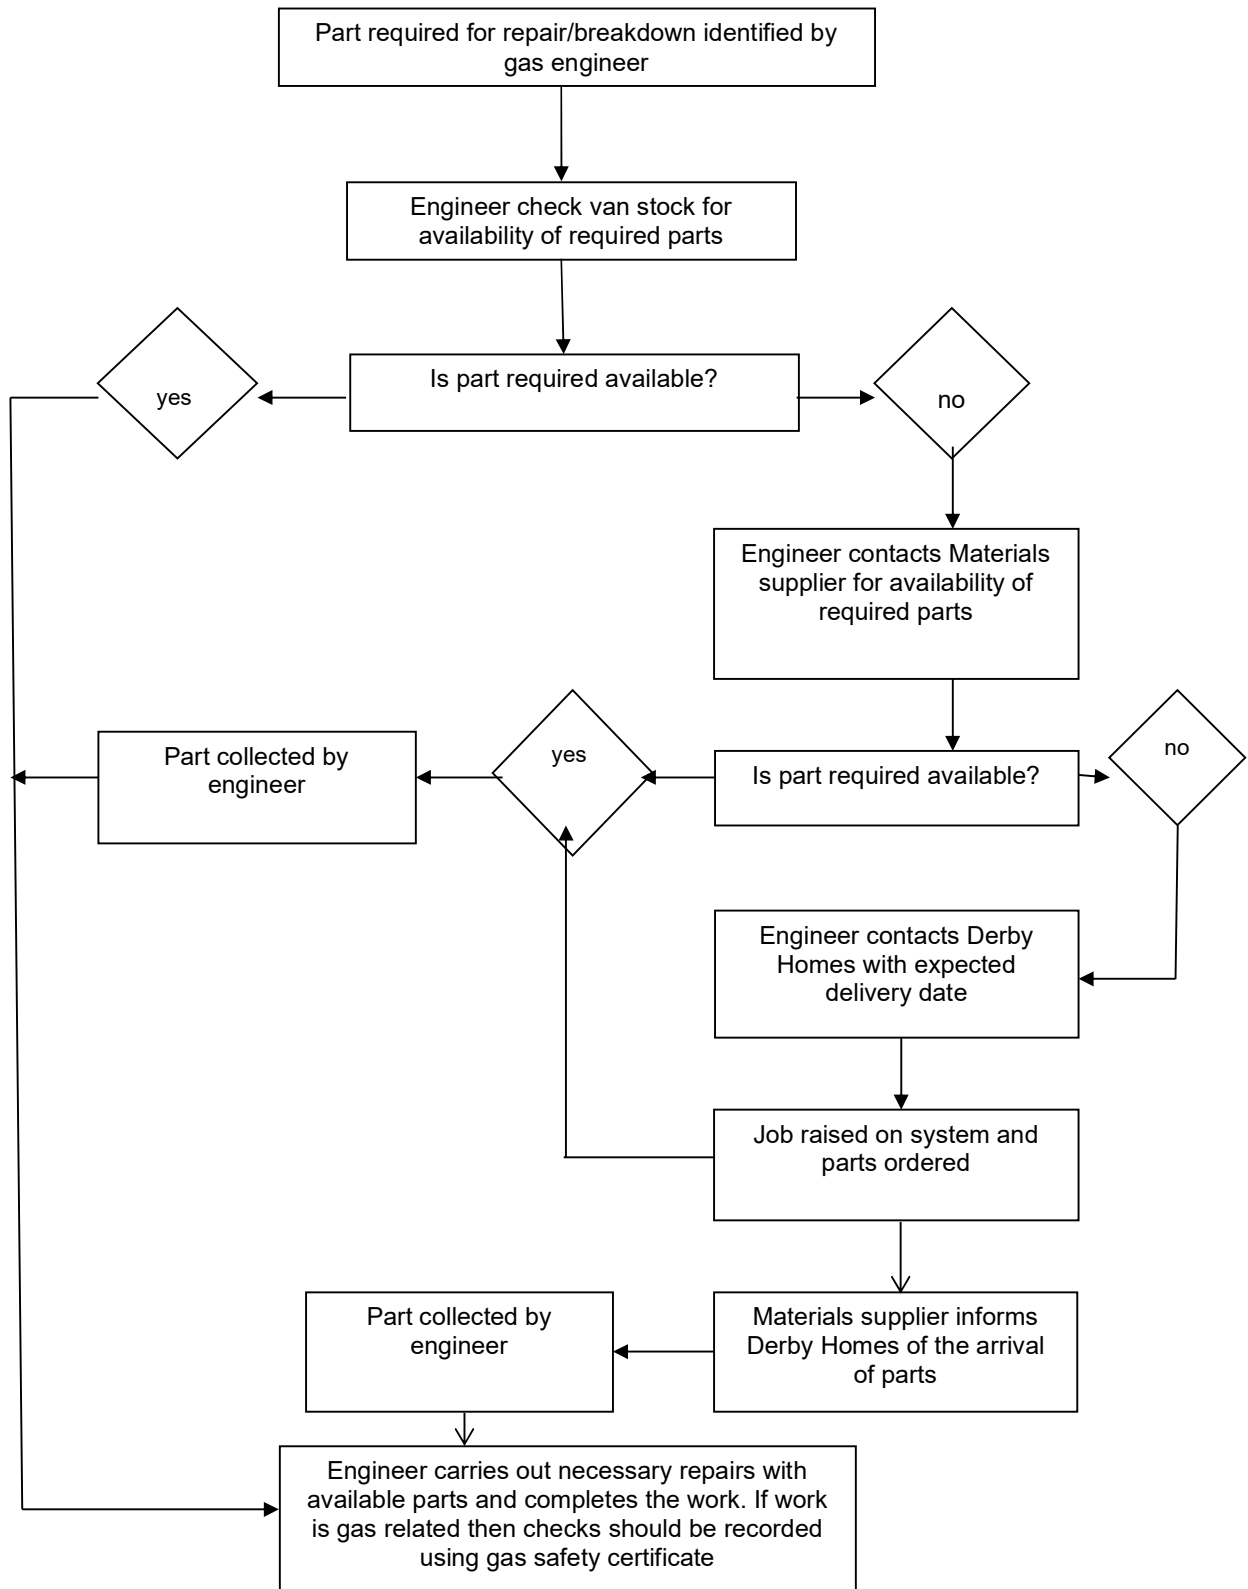 Part required for repair/breakdown identified by
gas engineer
Engineer check van stock for
availability of required parts
Is part required available?
yes
no
Engineer contacts Materials
supplier for availability of
required parts
Part collected by
engineer
yes
Is part required available?
no
Engineer contacts Derby
Homes with expected
delivery date
Job raised on system and
parts ordered
Part collected by
engineer
Materials supplier informs
Derby Homes of the arrival
of parts
Engineer carries out necessary repairs with
available parts and completes the work. If work
is gas related then checks should be recorded
using gas safety certificate